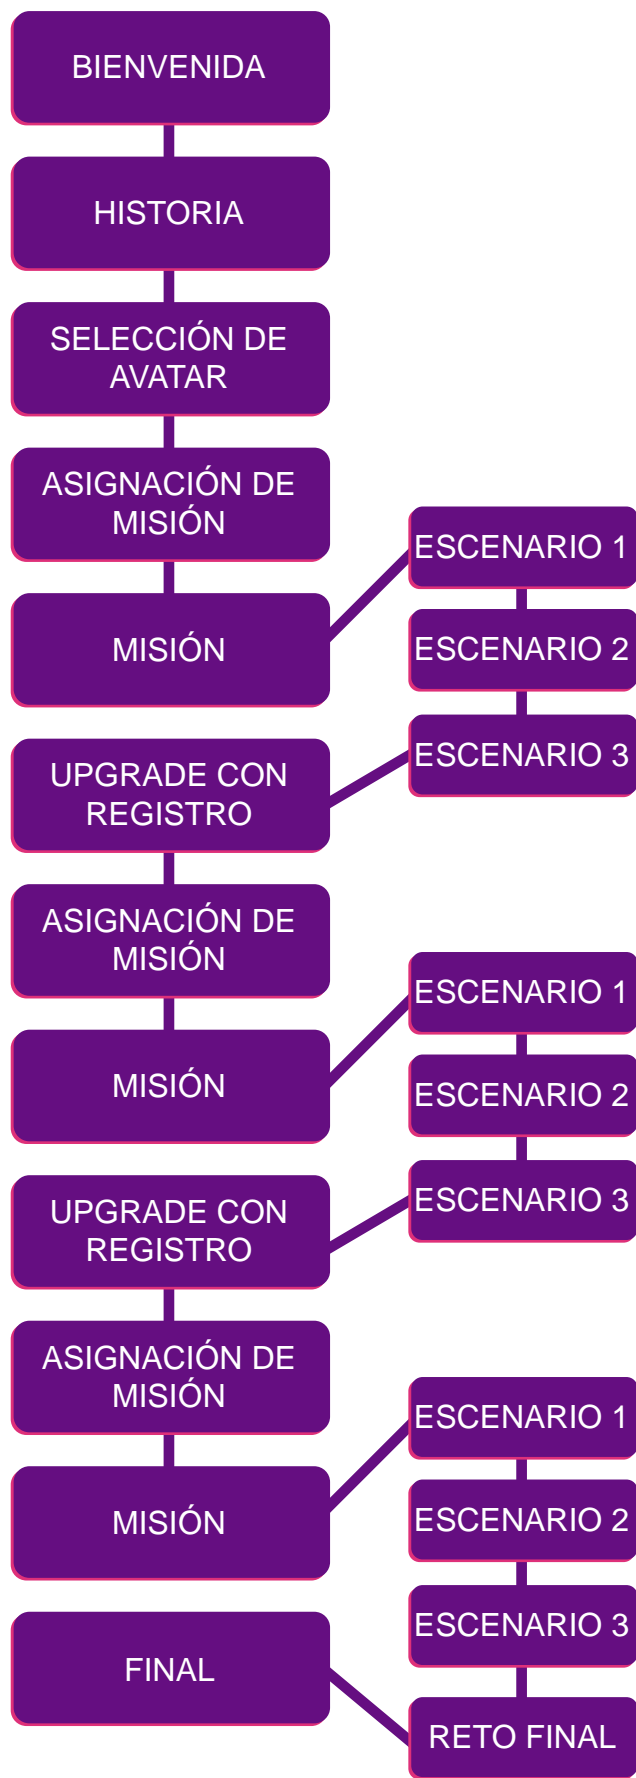 BIENVENIDA
HISTORIA
SELECCIÓN DE
AVATAR
ASIGNACIÓN DE
MISIÓN
MISIÓN
ESCENARIO 1
ESCENARIO 2
ESCENARIO 3
UPGRADE CON
REGISTRO
ASIGNACIÓN DE
MISIÓN
MISIÓN
ESCENARIO 1
ESCENARIO 2
ESCENARIO 3
UPGRADE CON
REGISTRO
ASIGNACIÓN DE
MISIÓN
MISIÓN
ESCENARIO 1
ESCENARIO 2
ESCENARIO 3
RETO FINAL
FINAL